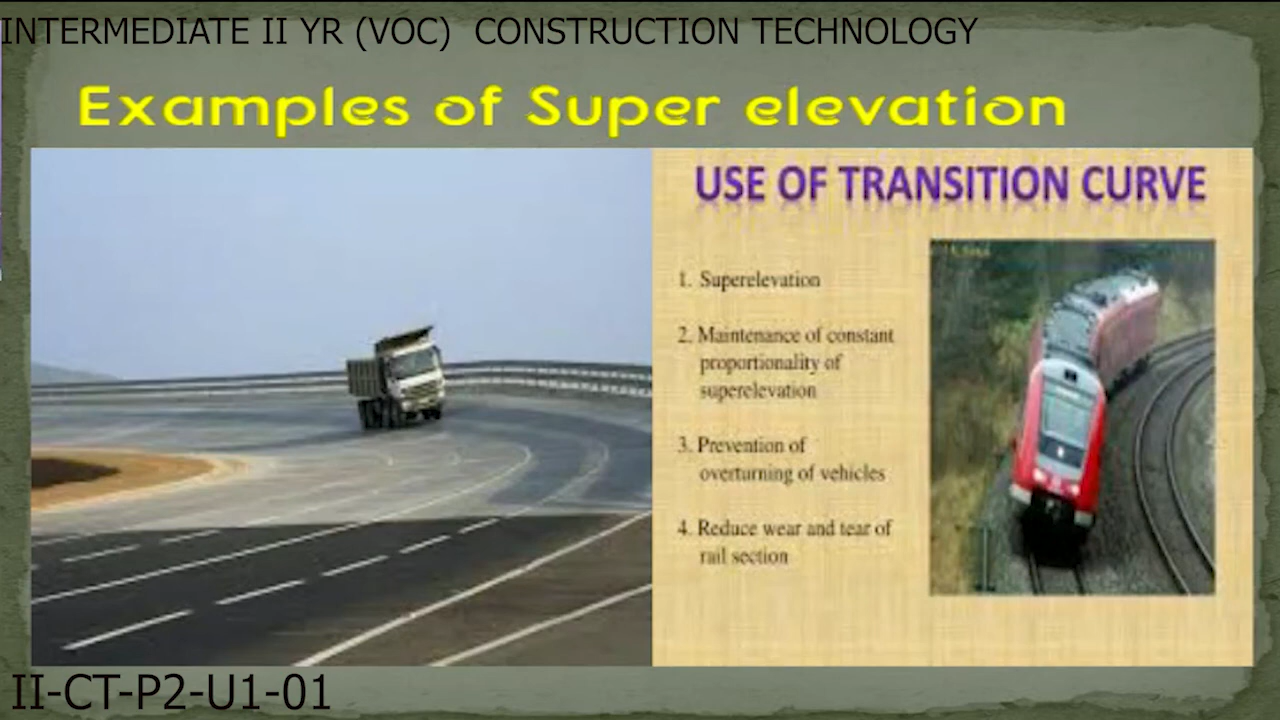 INTERMEDIATE II YR (VOC) CONSTRUCTION TECHNOLOGY
Examples of Super elevation
USE OF TRANSITION CURVE
1. Superelevation
2. Maintenance of constant
proportionality of
superelevation
3. Prevention of
overturning of vehicles
4. Reduce wear and tear of
rail section
II-CT-P2-U1-01